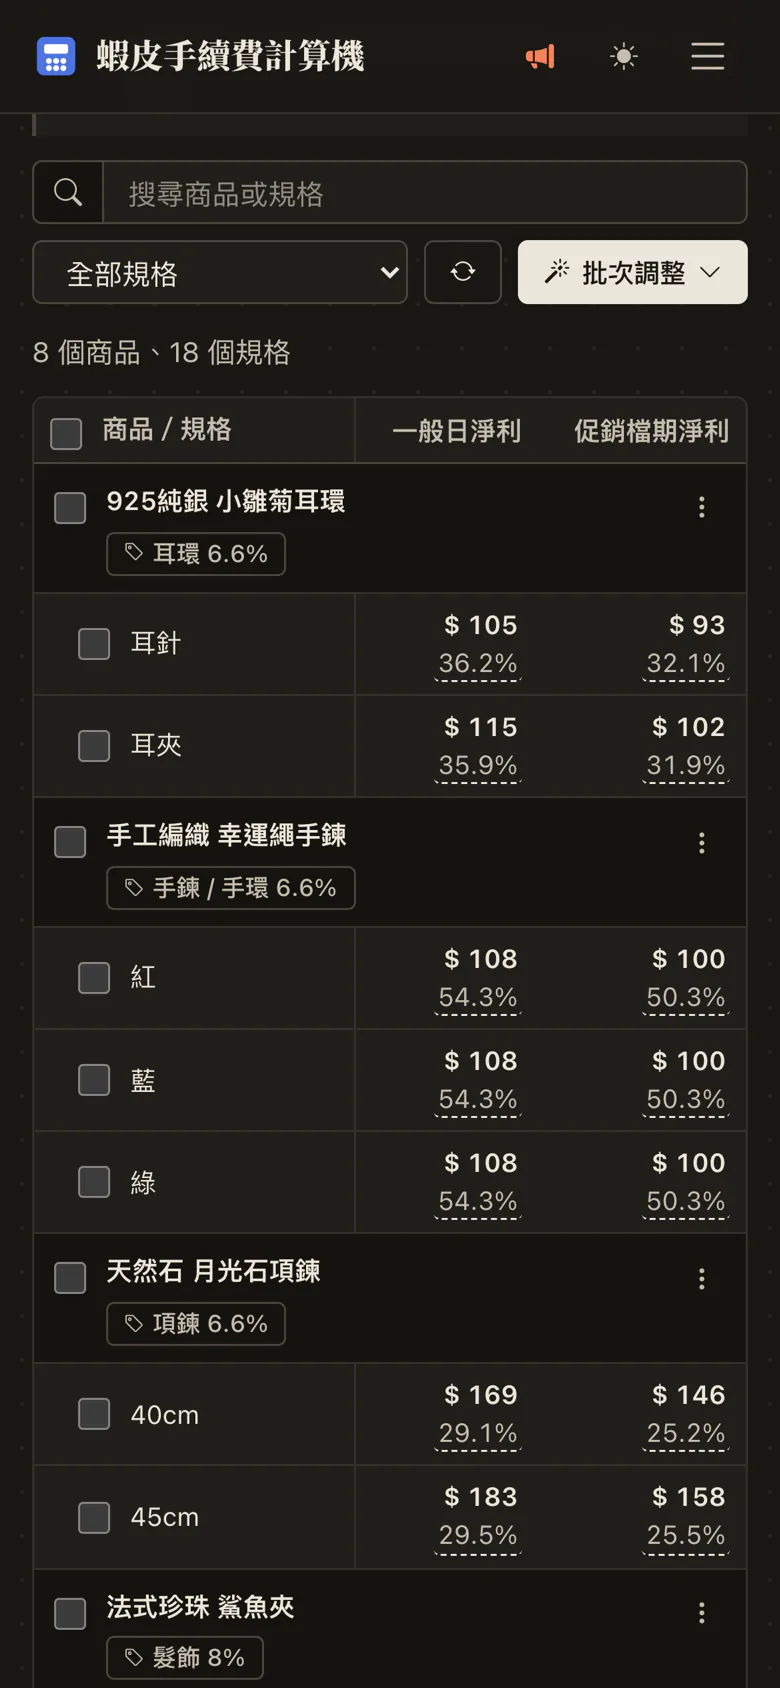 蝦皮手續費計算機
搜尋商品或規格
全部規格
批次調整
8 個商品、18 個規格
商品 / 規格 一般日淨利 促銷檔期淨利
925純銀 小雛菊耳環
耳環 6.6%
耳針 $ 105 $ 93
36.2% 32.1%
耳夾 $ 115 $ 102
35.9% 31.9%
手工編織 幸運繩手鍊
手鍊 / 手環 6.6%
紅 $ 108 $ 100
54.3% 50.3%
藍 $ 108 $ 100
54.3% 50.3%
綠 $ 108 $ 100
54.3% 50.3%
天然石 月光石項鍊
項鍊 6.6%
40cm $ 169 $ 146
29.1% 25.2%
45cm $ 183 $ 158
29.5% 25.5%
法式珍珠 鯊魚夾
髮飾 8%